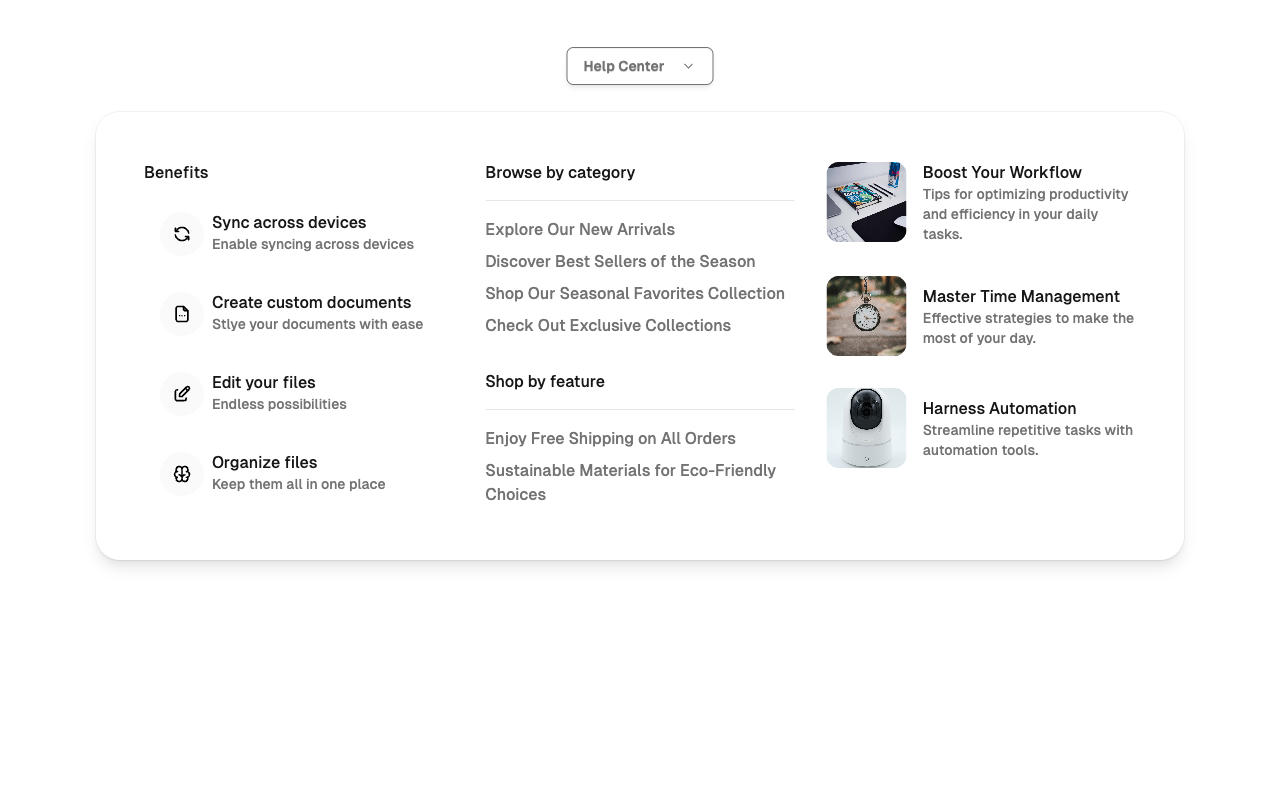 Help Center
Benefits
Sync across devices
Enable syncing across devices
Create custom documents
Stlye your documents with ease
Edit your files
Endless possibilities
Organize files
Keep them all in one place
Browse by category
Explore Our New Arrivals
Discover Best Sellers of the Season
Shop Our Seasonal Favorites Collection
Check Out Exclusive Collections
Shop by feature
Enjoy Free Shipping on All Orders
Sustainable Materials for Eco-Friendly
Choices
Boost Your Workflow
Tips for optimizing productivity
and efficiency in your daily
tasks.
Master Time Management
Effective strategies to make the
most of your day.
Harness Automation
Streamline repetitive tasks with
automation tools.